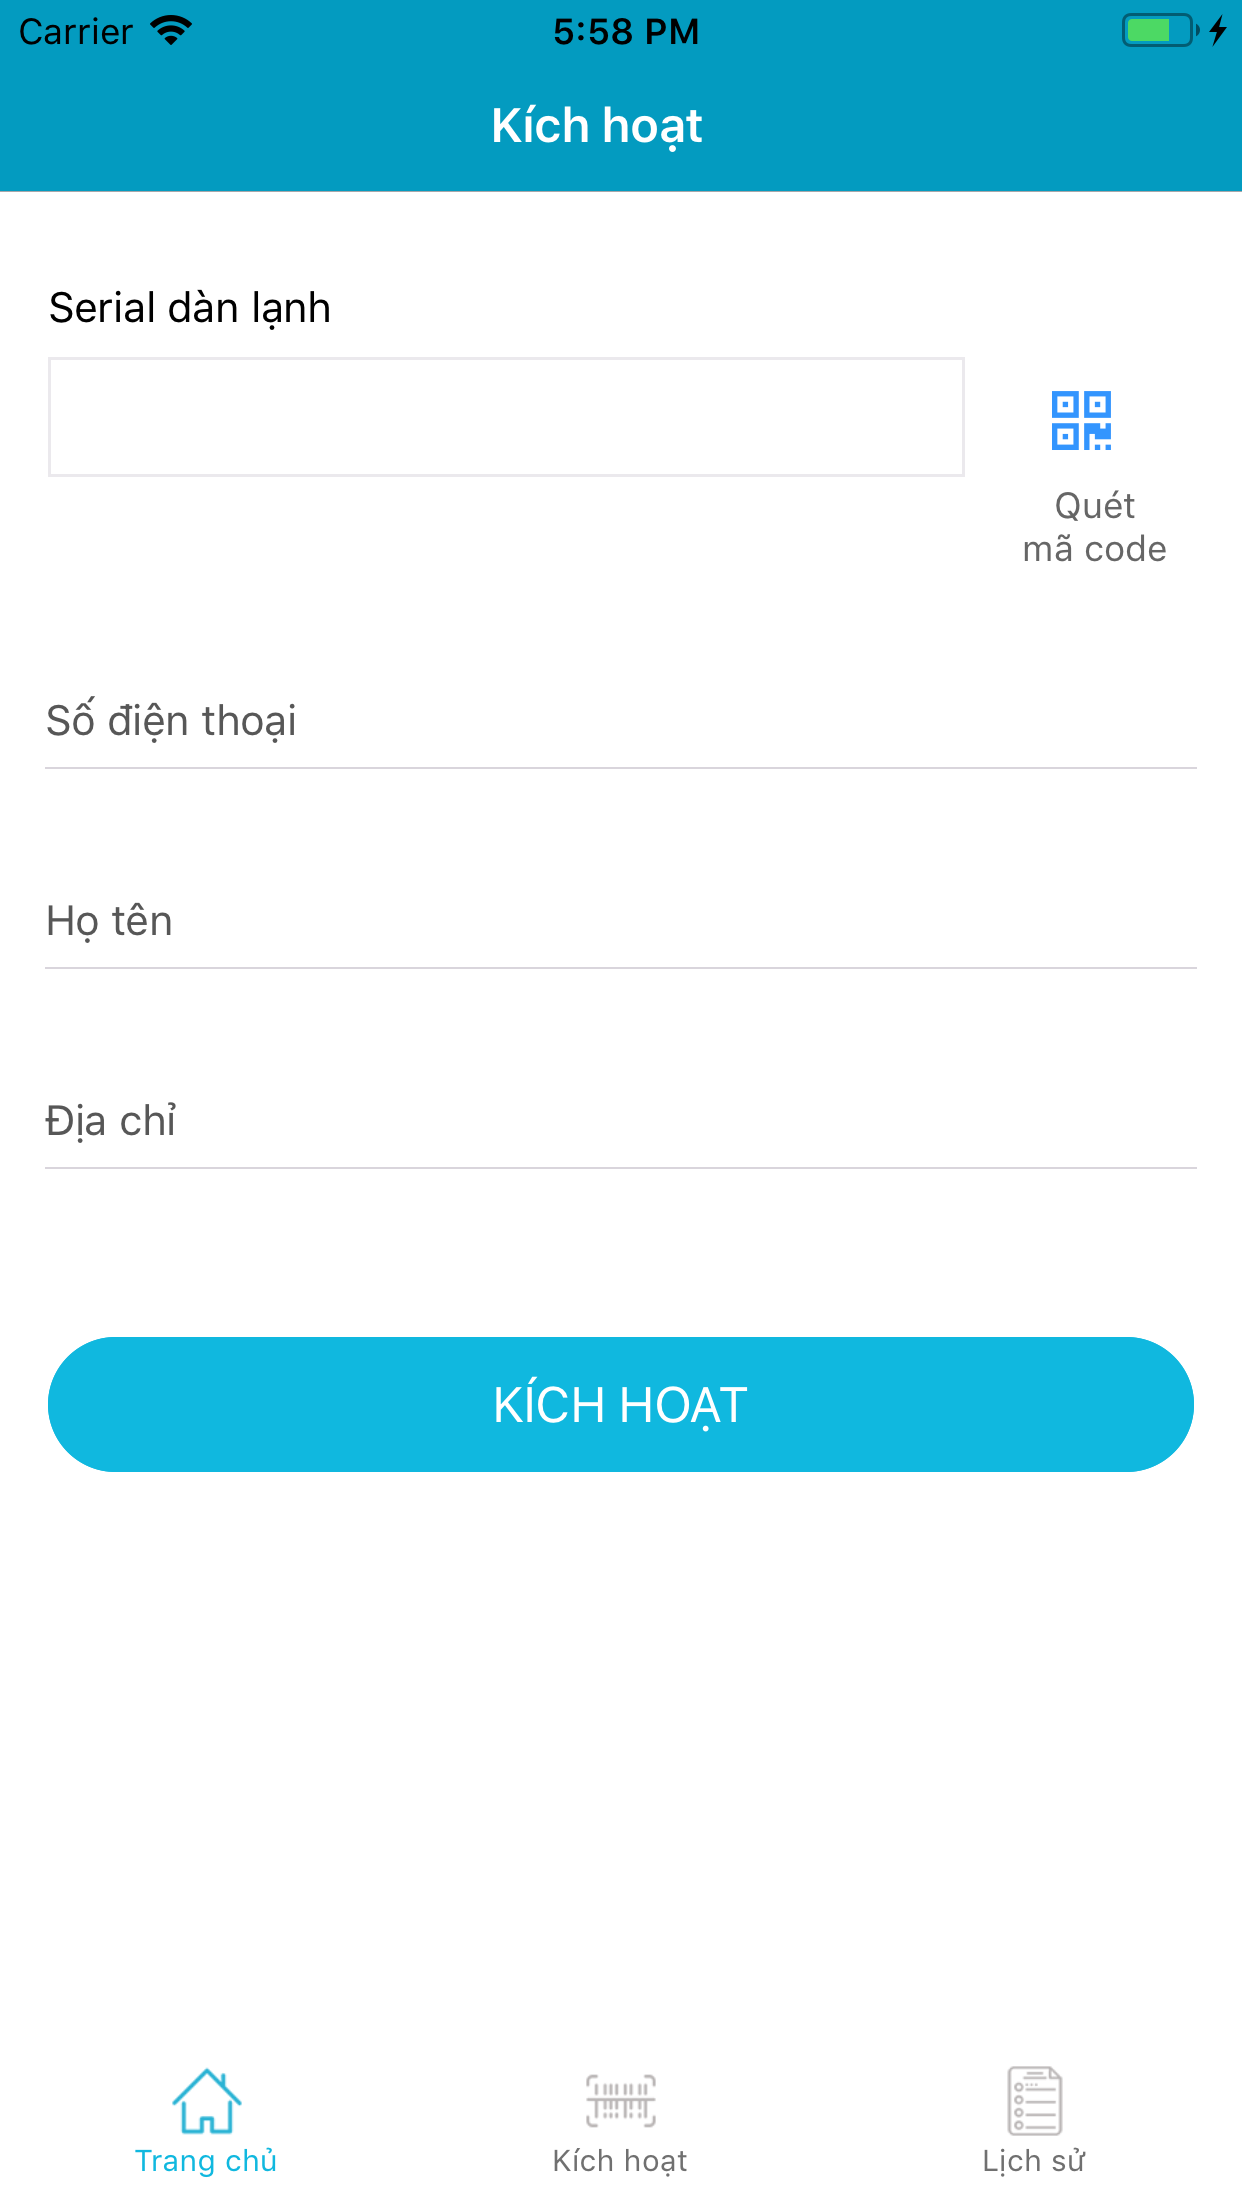 Carrier 5:58 PM
Kích hoạt
Serial dàn lạnh
Quét
mã code
Số điện thoại
Họ tên
Địa chỉ
KÍCH HOẠT
Trang chủ Kích hoạt Lịch sử